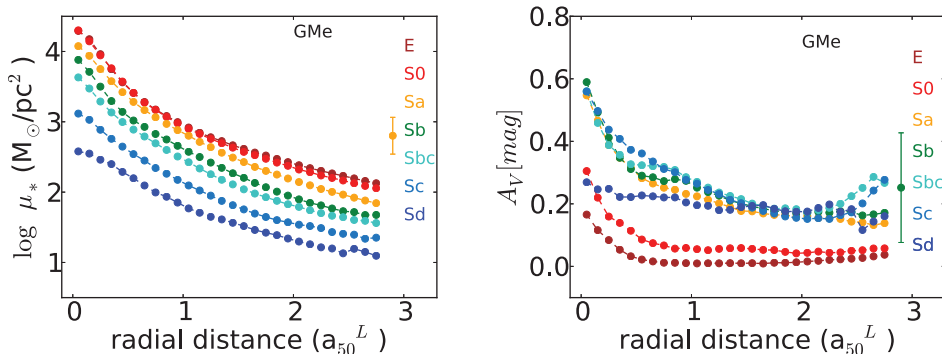 GMe
E
S0
Sa
Sb
Sbc
Sc
Sd
4
3
2
1
0
1
2
3
log μ* (M⊙/pc²)
radial distance (a₅₀ᴸ)
GMe
E
S0
Sa
Sb
Sbc
Sc
Sd
0.8
0.6
0.4
0.2
0.0
0
1
2
3
A_V [mag]
radial distance (a₅₀ᴸ)